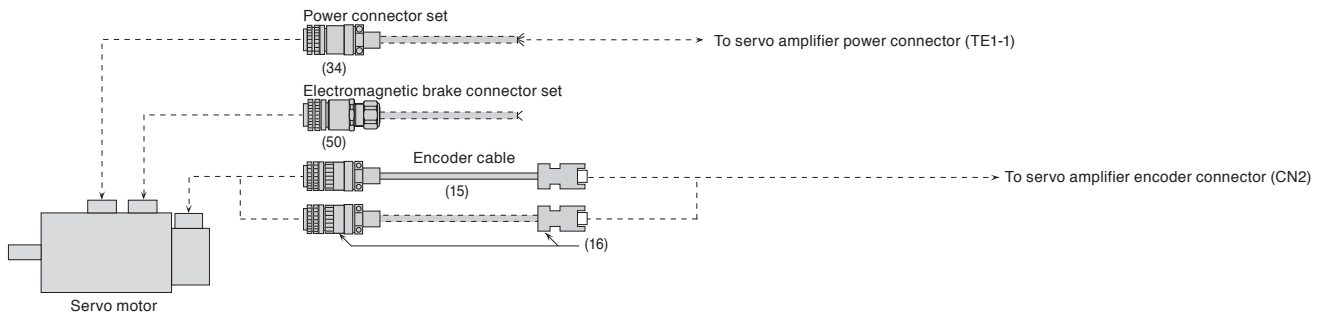 Power connector set
To servo amplifier power connector (TE1-1)
(34)
Electromagnetic brake connector set
(50)
Encoder cable
(15)
To servo amplifier encoder connector (CN2)
(16)
Servo motor